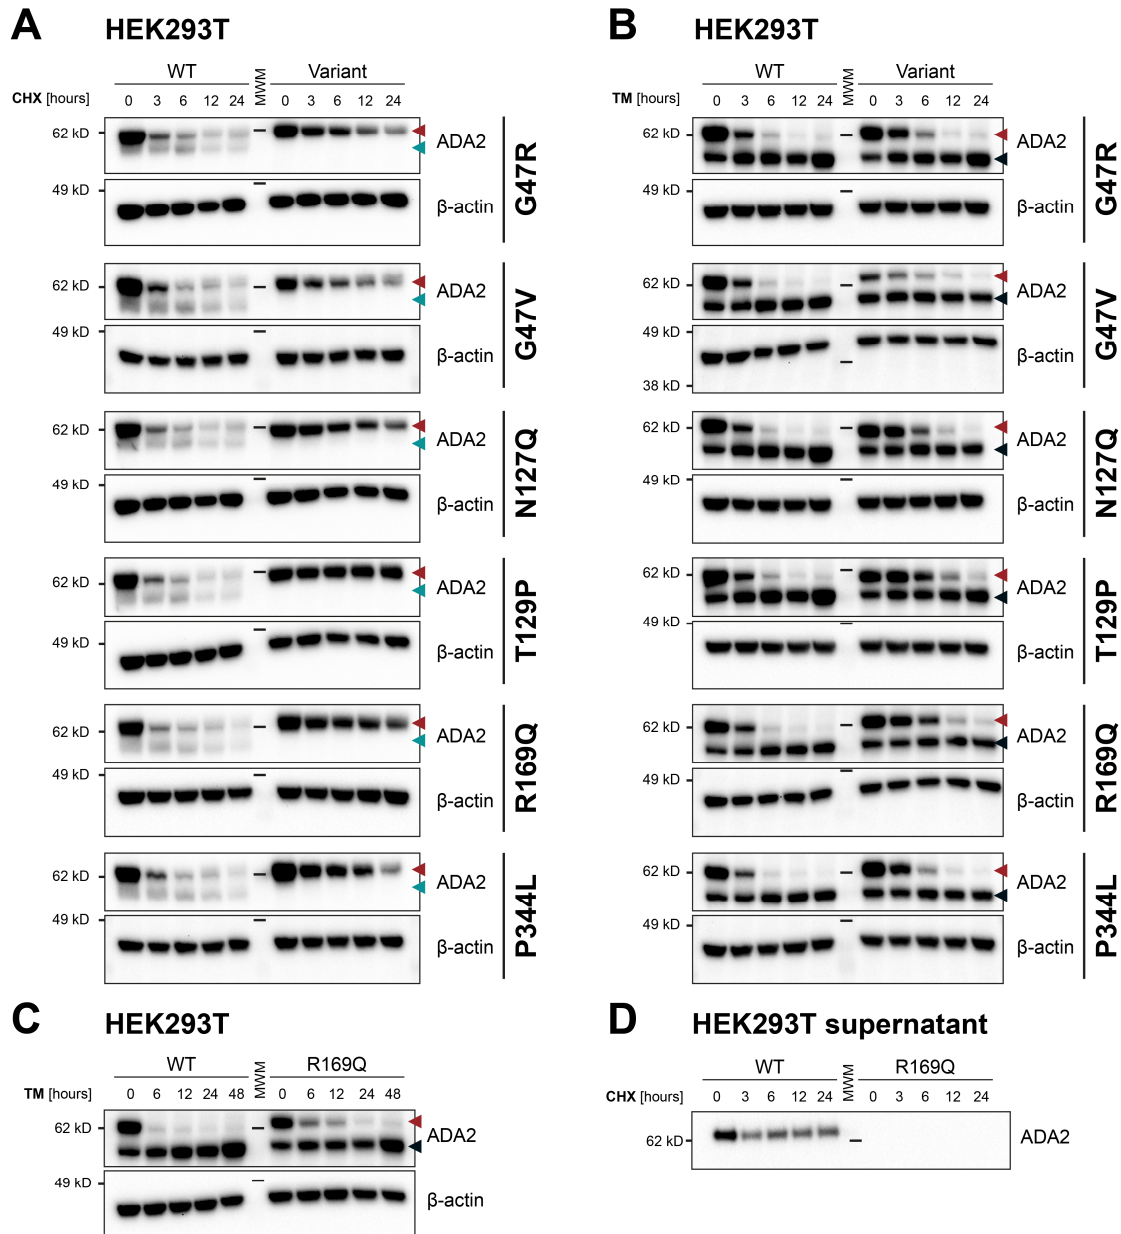 A HEK293T
WT MWM Variant
CHX [hours] 0 3 6 12 24 0 3 6 12 24
62 kD ADA2
49 kD β-actin
G47R
62 kD ADA2
49 kD β-actin
G47V
62 kD ADA2
49 kD β-actin
N127Q
62 kD ADA2
49 kD β-actin
T129P
62 kD ADA2
49 kD β-actin
R169Q
62 kD ADA2
49 kD β-actin
P344L
B HEK293T
WT MWM Variant
TM [hours] 0 3 6 12 24 0 3 6 12 24
62 kD ADA2
49 kD β-actin
G47R
62 kD ADA2
49 kD β-actin
38 kD
G47V
62 kD ADA2
49 kD β-actin
N127Q
62 kD ADA2
49 kD β-actin
T129P
62 kD ADA2
49 kD β-actin
R169Q
62 kD ADA2
49 kD β-actin
P344L
C HEK293T
WT MWM R169Q
TM [hours] 0 6 12 24 48 0 6 12 24 48
62 kD ADA2
49 kD β-actin
D HEK293T supernatant
WT MWM R169Q
CHX [hours] 0 3 6 12 24 0 3 6 12 24
62 kD ADA2